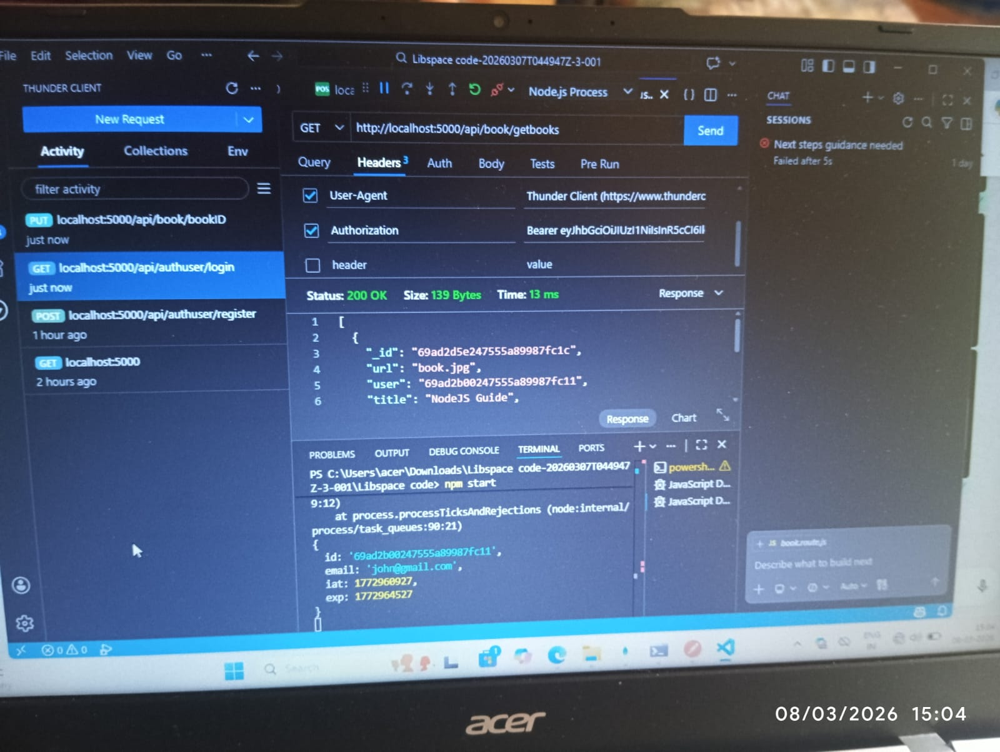 File Edit Selection View Go ...
Libspace code-20260307T044947Z-3-001
THUNDER CLIENT
New Request
Activity Collections Env
filter activity
PUT localhost:5000/api/book/bookID
just now
GET localhost:5000/api/authuser/login
just now
POST localhost:5000/api/authuser/register
1 hour ago
GET localhost:5000
2 hours ago
POS loca Node.js Process JS..
GET http://localhost:5000/api/book/getbooks Send
Query Headers 3 Auth Body Tests Pre Run
User-Agent Thunder Client (https://www.thunderc
Authorization Bearer
header value
Status: 200 OK Size: 139 Bytes Time: 13 ms Response
1 [
2 {
3 "_id": "69ad2d5e247555a89987fc1c",
4 "url": "book.jpg",
5 "user": "69ad2b00247555a89987fc11",
6 "title": "NodeJS Guide",
Response Chart
PROBLEMS OUTPUT DEBUG CONSOLE TERMINAL PORTS
PS C:\Users\acer\Downloads\Libspace code-20260307T044947
Z-3-001\Libspace code> npm start
9:12)
at process.processTicksAndRejections (node:internal/
process/task_queues:90:21)
{
id: '69ad2b00247555a89987fc11',
email: 'john@gmail.com',
iat: 1772960927,
exp: 1772964527
}
powersh...
JavaScript D...
JavaScript D...
CHAT
SESSIONS
Next steps guidance needed
Failed after 5s 1 day
JS book.route.js
Describe what to build next
Auto
0 0
Search
ENG
IN
15:04
acer
08/03/2026 15:04